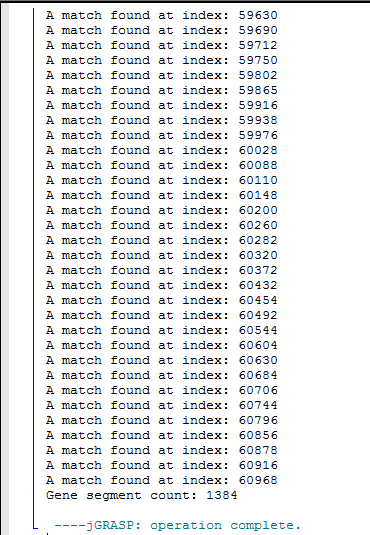 A match found at index: 59630
A match found at index: 59690
A match found at index: 59712
A match found at index: 59750
A match found at index: 59802
A match found at index: 59865
A match found at index: 59916
A match found at index: 59938
A match found at index: 59976
A match found at index: 60028
A match found at index: 60088
A match found at index: 60110
A match found at index: 60148
A match found at index: 60200
A match found at index: 60260
A match found at index: 60282
A match found at index: 60320
A match found at index: 60372
A match found at index: 60432
A match found at index: 60454
A match found at index: 60492
A match found at index: 60544
A match found at index: 60604
A match found at index: 60630
A match found at index: 60684
A match found at index: 60706
A match found at index: 60744
A match found at index: 60796
A match found at index: 60856
A match found at index: 60878
A match found at index: 60916
A match found at index: 60968
Gene segment count: 1384
----jGRASP: operation complete.